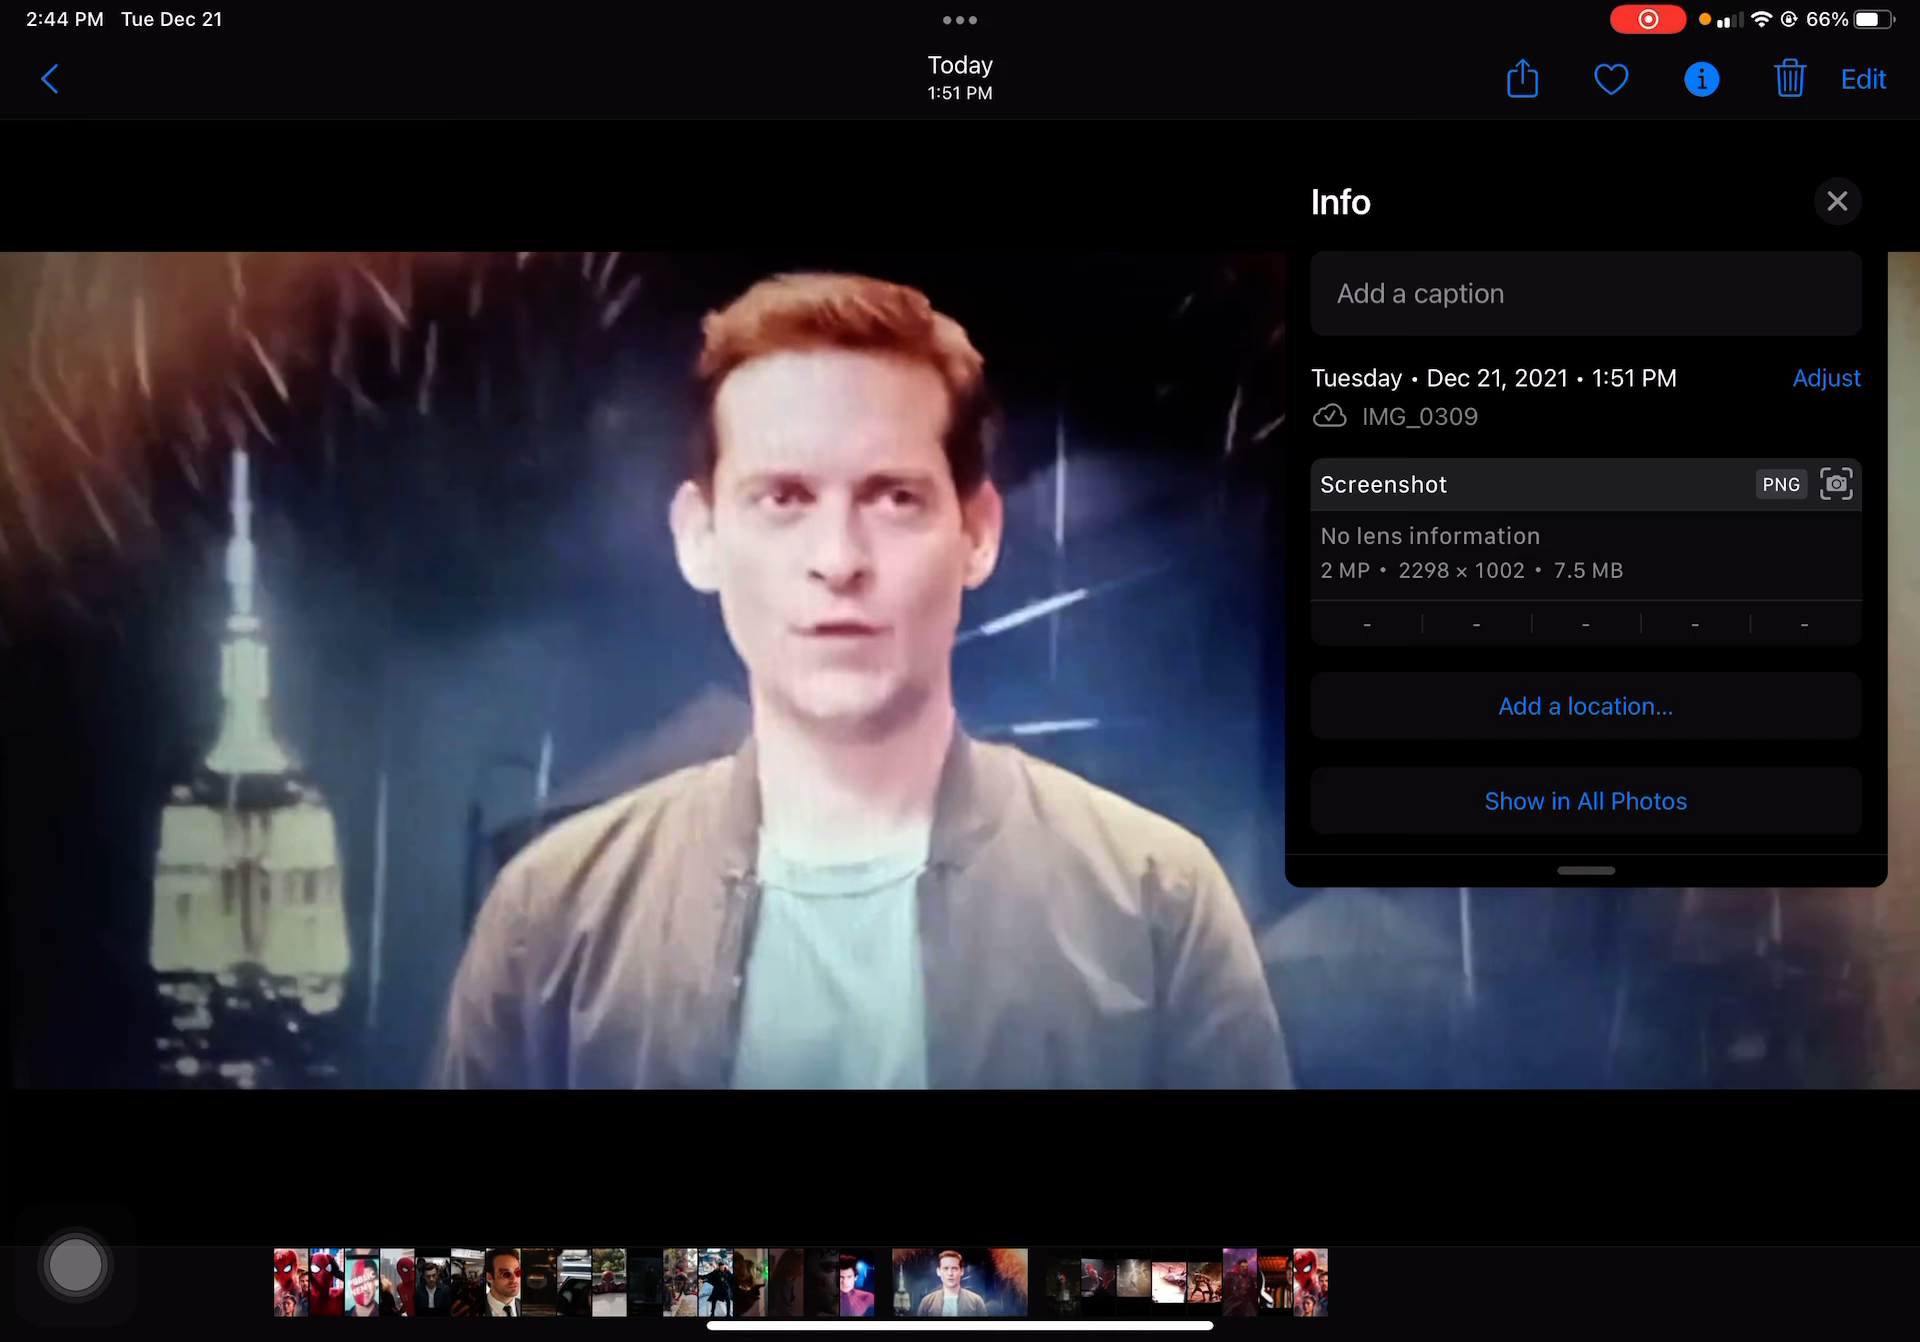 2:44 PM Tue Dec 21
66%
Today
1:51 PM
Edit
Info
Add a caption
Tuesday • Dec 21, 2021 • 1:51 PM
Adjust
IMG_0309
Screenshot
PNG
No lens information
2 MP • 2298 × 1002 • 7.5 MB
- - - - -
Add a location...
Show in All Photos